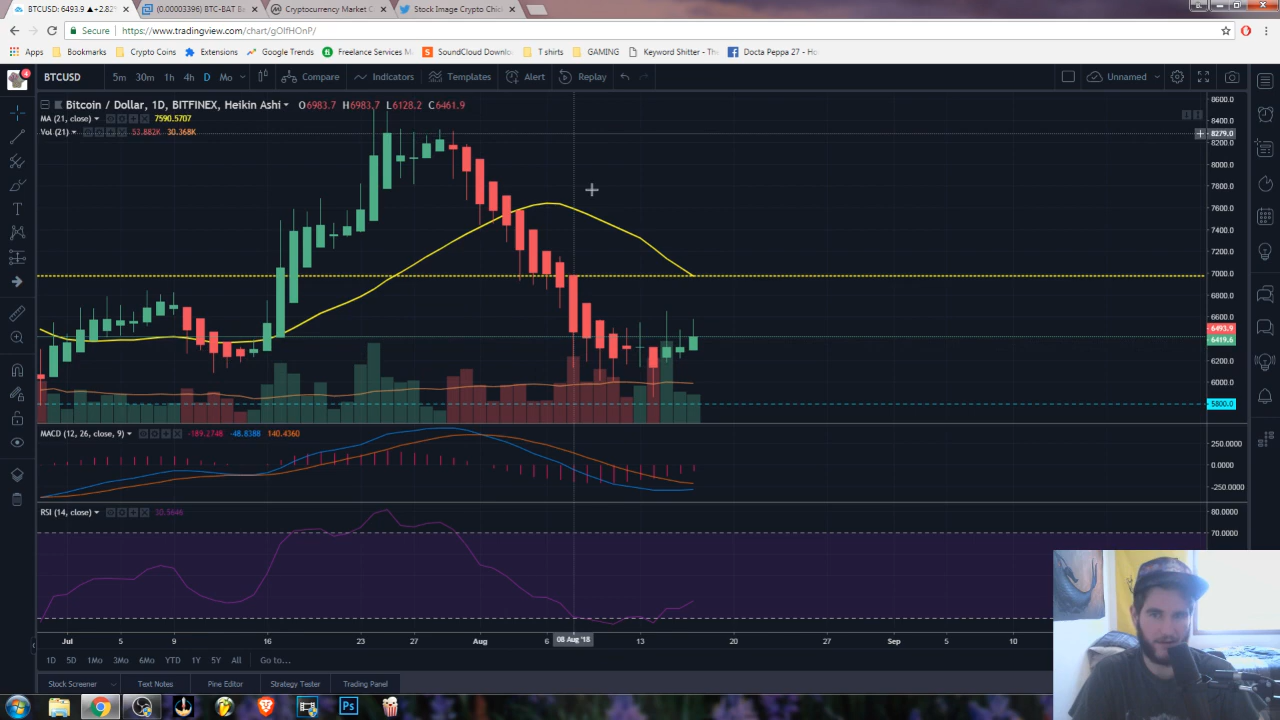 BTCUSD: 6493.9 ▲+2.82%
(0.00003396) BTC-BAT B
Cryptocurrency Market C
Stock Image Crypto Chic
Secure | https://www.tradingview.com/chart/gOlfHOnP/
Apps Bookmarks Crypto Coins Extensions Google Trends Freelance Services M SoundCloud Downlo T shirts GAMING Keyword Shitter - The Docta Peppa 27 - Ho
BTCUSD 5m 30m 1h 4h D Mo Compare Indicators Templates Alert Replay Unnamed
Bitcoin / Dollar, 1D, BITFINEX, Heikin Ashi O6983.7 H6983.7 L6128.2 C6461.9
MA (21, close) 7590.5707
Vol (21) 53.882K 30.368K
8600.0
8400.0
8279.0
8200.0
8000.0
7800.0
7600.0
7400.0
7200.0
7000.0
6800.0
6600.0
6493.9
6419.6
6200.0
6000.0
5800.0
MACD (12, 26, close, 9) -189.2748 -48.8388 140.4360
250.0000
0.0000
-250.0000
RSI (14, close) 30.5646
80.0000
70.0000
Jul 5 9 16 23 27 Aug 6 08 Aug '18 13 20 27 Sep 5 10
1D 5D 1Mo 3Mo 6Mo YTD 1Y 5Y All Go to...
Stock Screener Text Notes Pine Editor Strategy Tester Trading Panel
Ps